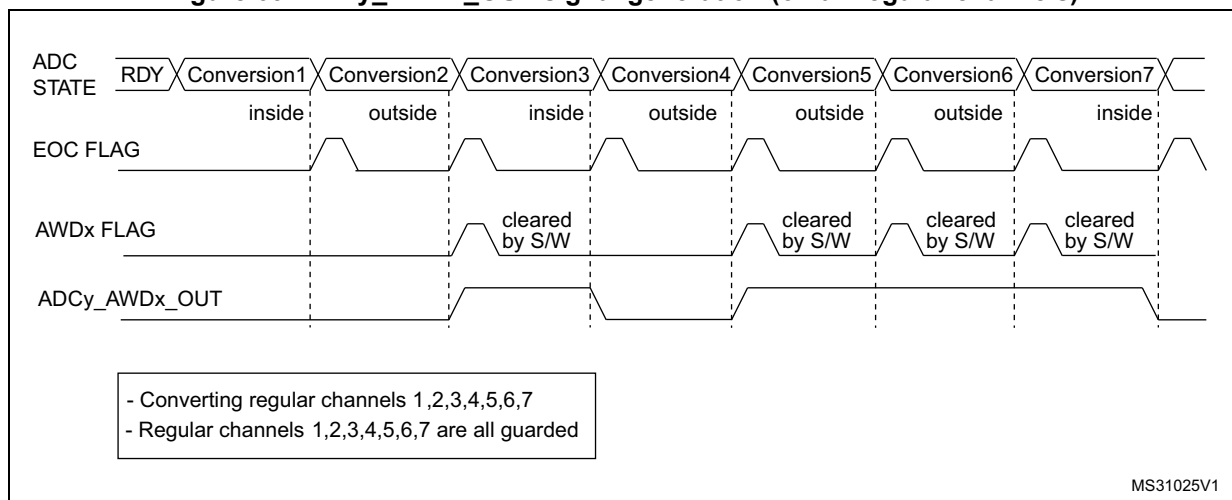 ADC STATE
RDY Conversion1 Conversion2 Conversion3 Conversion4 Conversion5 Conversion6 Conversion7
inside outside inside outside outside outside inside
EOC FLAG
AWDx FLAG
cleared by S/W
cleared by S/W
cleared by S/W
cleared by S/W
ADCy_AWDx_OUT
- Converting regular channels 1,2,3,4,5,6,7
- Regular channels 1,2,3,4,5,6,7 are all guarded
MS31025V1